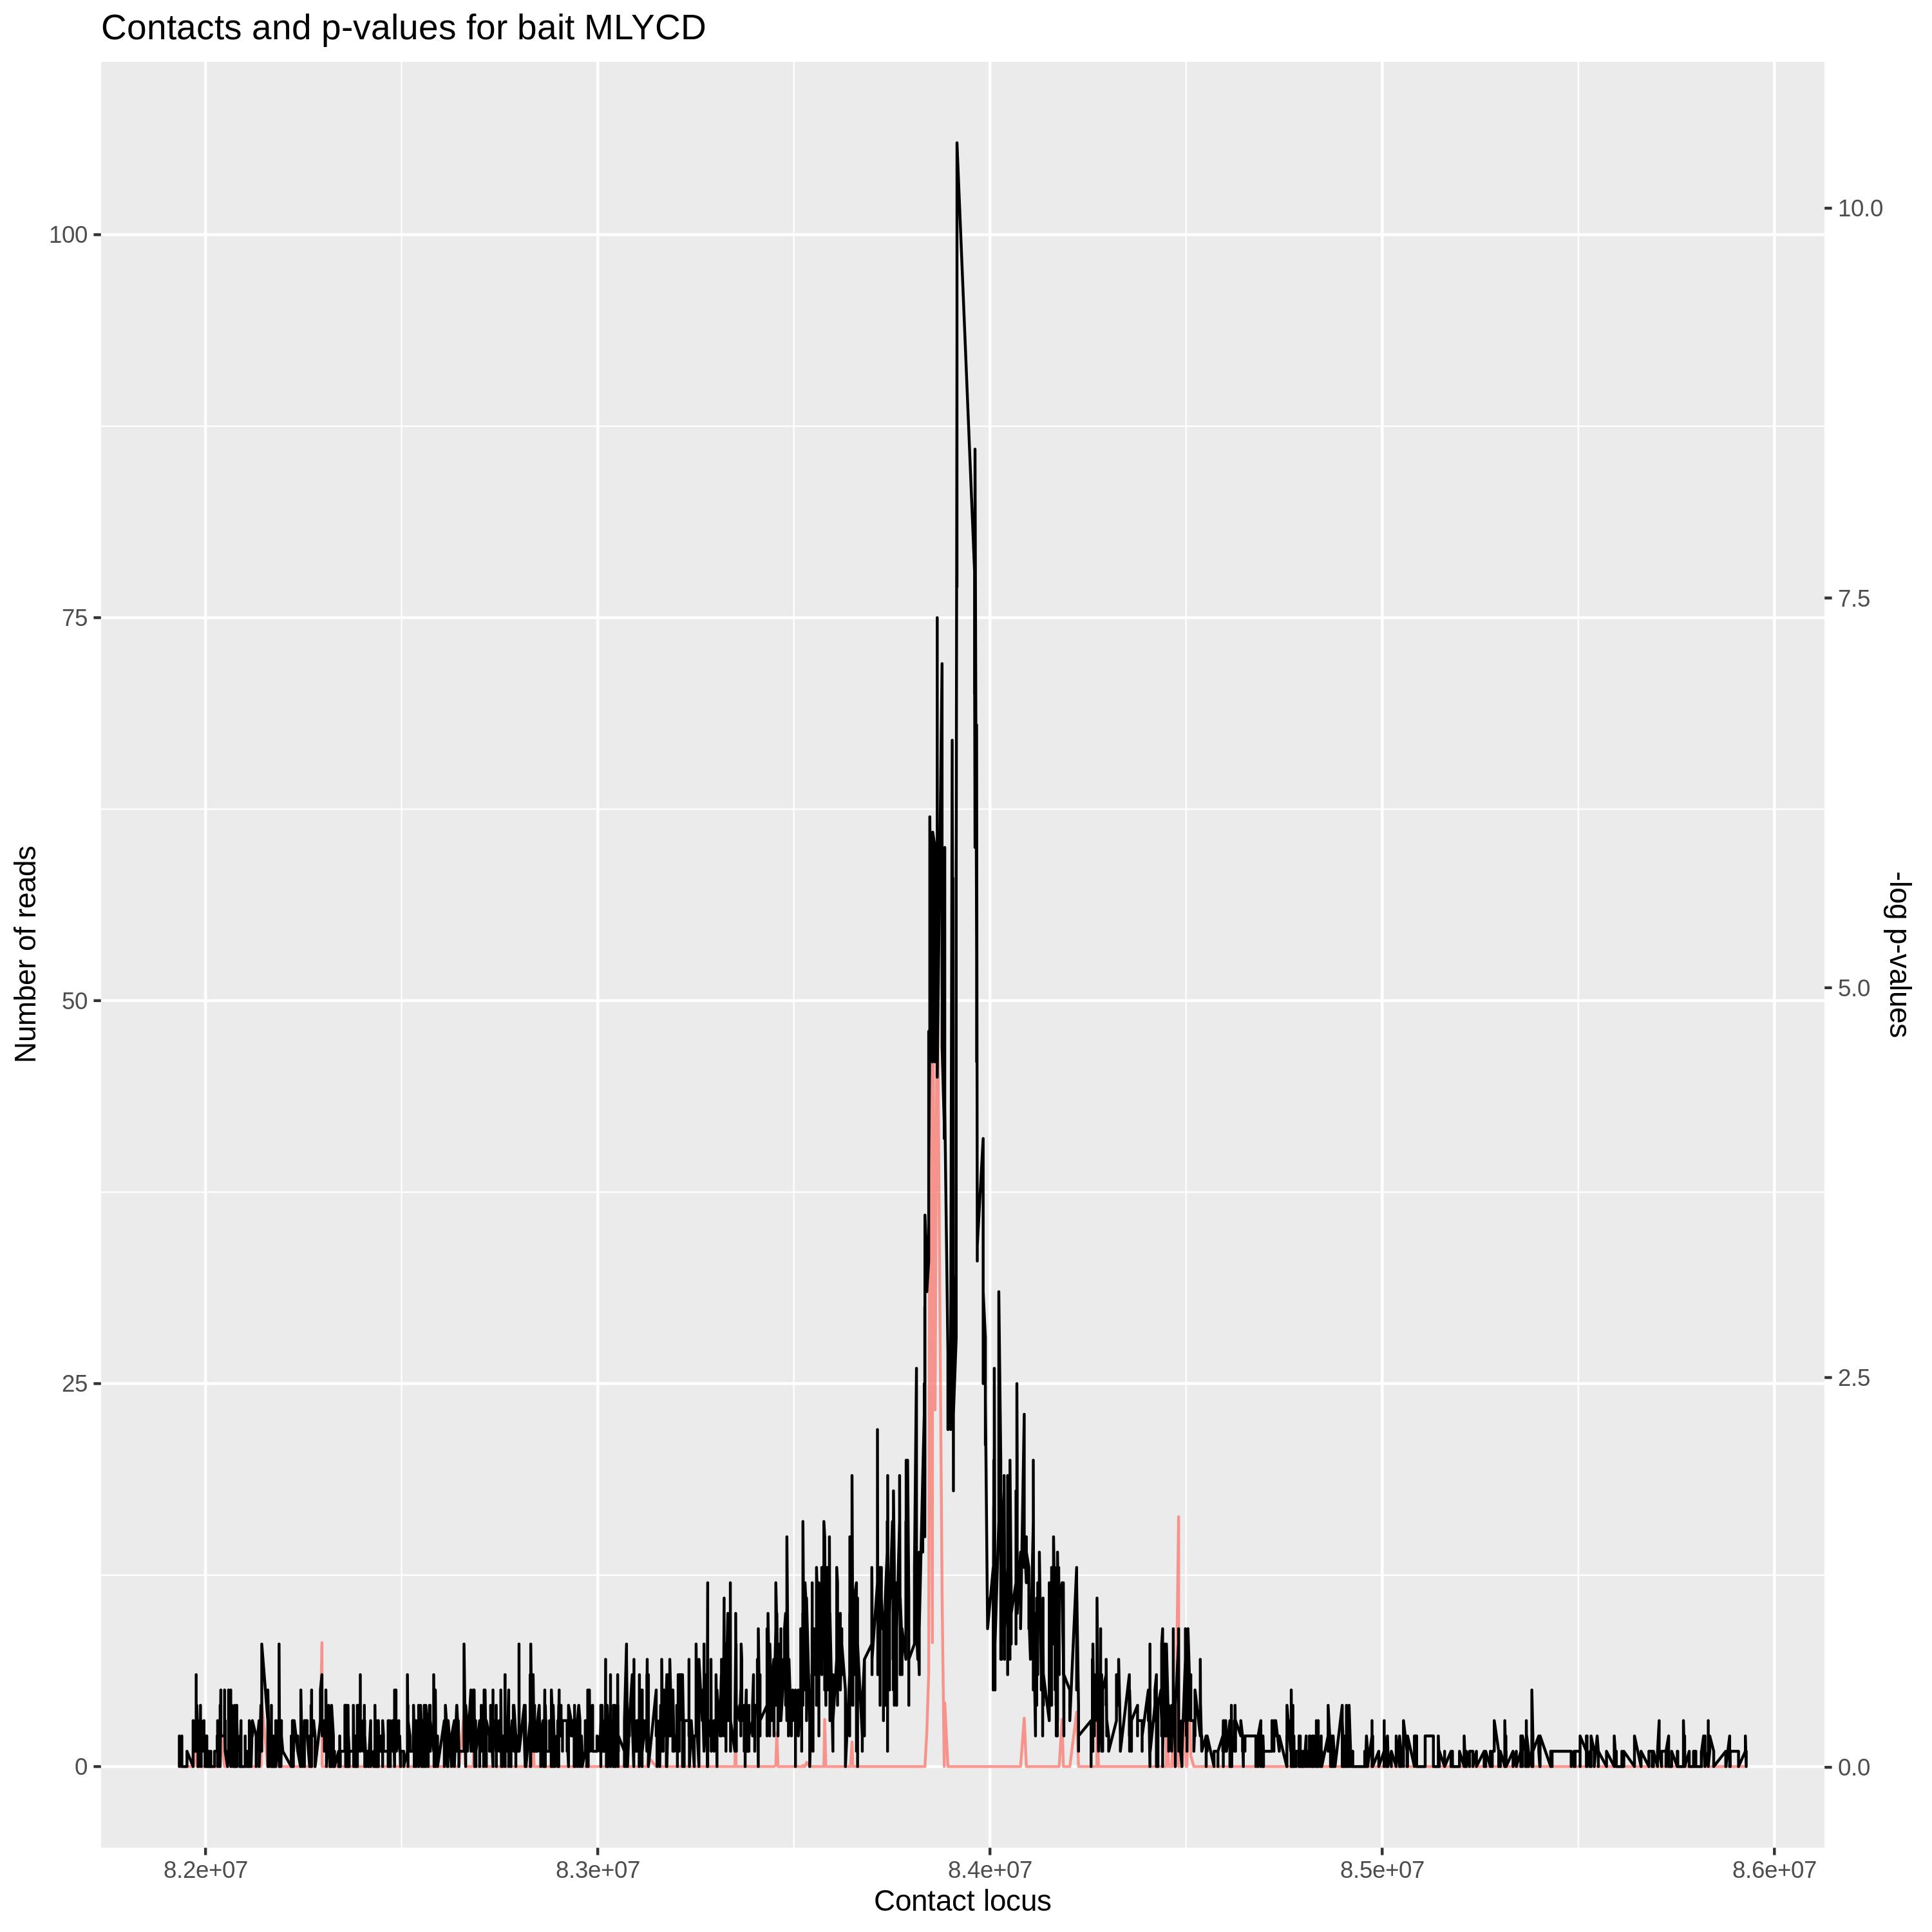 Contacts and p-values for bait MLYCD
100
75
50
25
0
Number of reads
10.0
7.5
5.0
2.5
0.0
-log p-values
8.2e+07
8.3e+07
8.4e+07
8.5e+07
8.6e+07
Contact locus